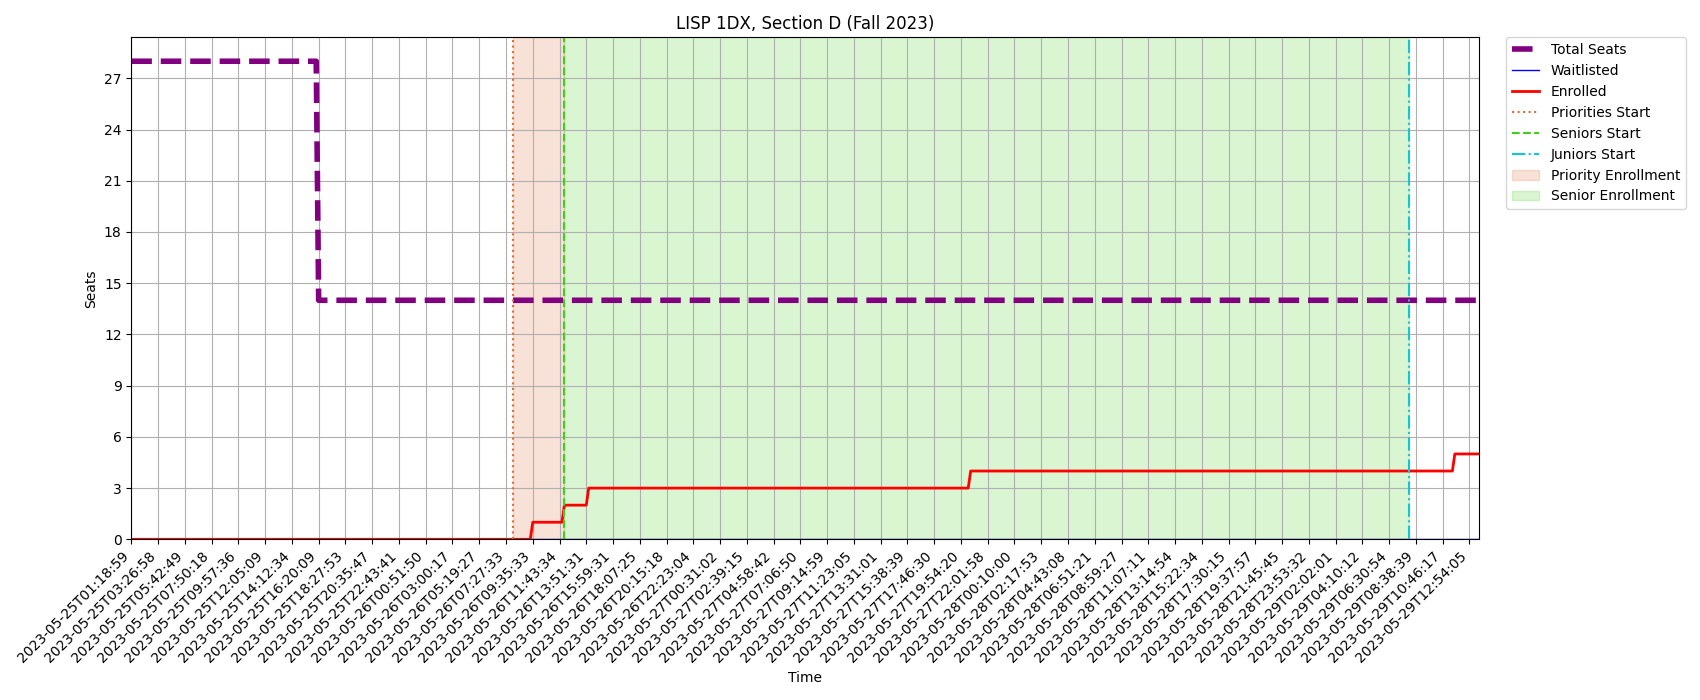 LISP 1DX, Section D (Fall 2023)
Total Seats
Waitlisted
Enrolled
Priorities Start
Seniors Start
Juniors Start
Priority Enrollment
Senior Enrollment
Seats
27
24
21
18
15
12
9
6
3
0
2023-05-25T01:18:59
2023-05-25T03:26:58
2023-05-25T05:42:49
2023-05-25T07:50:18
2023-05-25T09:57:36
2023-05-25T12:05:09
2023-05-25T14:12:34
2023-05-25T16:20:09
2023-05-25T18:27:53
2023-05-25T20:35:47
2023-05-25T22:43:41
2023-05-26T00:51:50
2023-05-26T03:00:17
2023-05-26T05:19:27
2023-05-26T07:27:33
2023-05-26T09:35:33
2023-05-26T11:43:34
2023-05-26T13:51:31
2023-05-26T15:59:31
2023-05-26T18:07:25
2023-05-26T20:15:18
2023-05-26T22:23:04
2023-05-27T00:31:02
2023-05-27T02:39:15
2023-05-27T04:58:42
2023-05-27T07:06:50
2023-05-27T09:14:59
2023-05-27T11:23:05
2023-05-27T13:31:01
2023-05-27T15:38:39
2023-05-27T17:46:30
2023-05-27T19:54:20
2023-05-27T22:01:58
2023-05-28T00:10:00
2023-05-28T02:17:53
2023-05-28T04:43:08
2023-05-28T06:51:21
2023-05-28T08:59:27
2023-05-28T11:07:11
2023-05-28T13:14:54
2023-05-28T15:22:34
2023-05-28T17:30:15
2023-05-28T19:37:57
2023-05-28T21:45:45
2023-05-28T23:53:32
2023-05-29T02:02:01
2023-05-29T04:10:12
2023-05-29T06:30:54
2023-05-29T08:38:39
2023-05-29T10:46:17
2023-05-29T12:54:05
Time